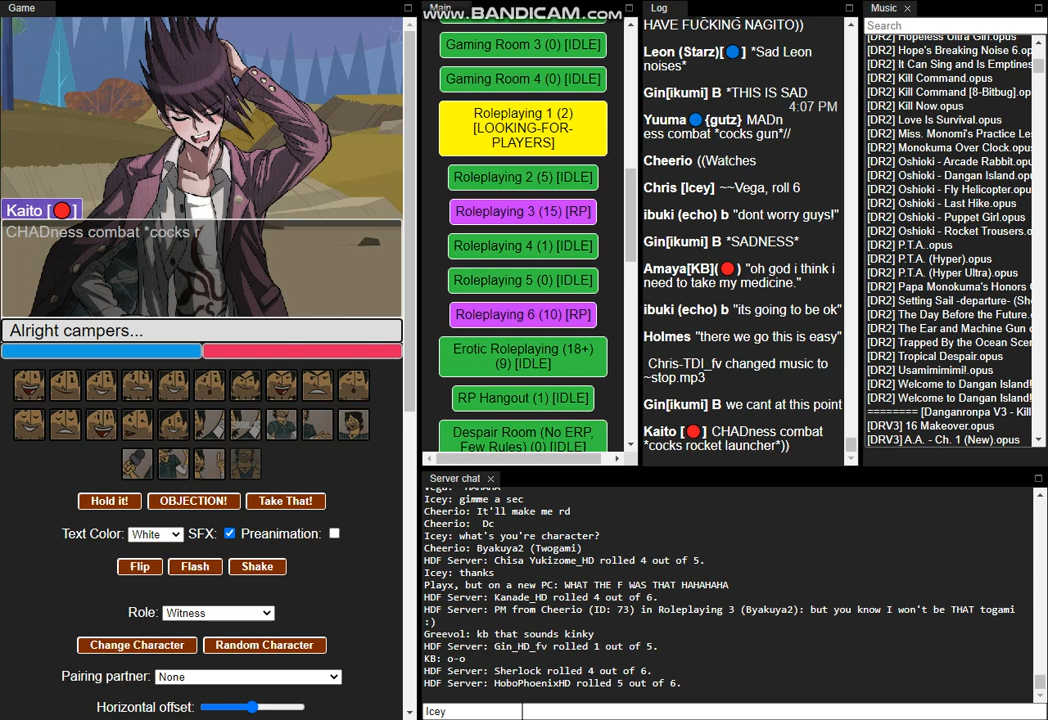 Game
Main
Log
Music
WWW.BANDICAM.COM
Kaito [🔴]
CHADness combat *cocks r
Alright campers...
Hold it!
OBJECTION!
Take That!
Text Color:
White
SFX:
Preanimation:
Flip
Flash
Shake
Role:
Witness
Change Character
Random Character
Pairing partner:
None
Horizontal offset:
Gaming Room 3 (0) [IDLE]
Gaming Room 4 (0) [IDLE]
Roleplaying 1 (2)
[LOOKING-FOR-
PLAYERS]
Roleplaying 2 (5) [IDLE]
Roleplaying 3 (15) [RP]
Roleplaying 4 (1) [IDLE]
Roleplaying 5 (0) [IDLE]
Roleplaying 6 (10) [RP]
Erotic Roleplaying (18+)
(9) [IDLE]
RP Hangout (1) [IDLE]
Despair Room (No ERP,
Few Rules) (0) [IDLE]
HAVE FUCKING NAGITO))
Leon (Starz)[🔵] *Sad Leon
noises*
Gin[ikumi] B *THIS IS SAD
4:07 PM
Yuuma🔵{gutz} MADn
ess combat *cocks gun*//
Cheerio ((Watches
Chris [Icey] ~~Vega, roll 6
ibuki (echo) b "dont worry guys!"
Gin[ikumi] B *SADNESS*
Amaya[KB](🔴) "oh god i think i
need to take my medicine."
ibuki (echo) b "its going to be ok"
Holmes "there we go this is easy"
Chris-TDI_fv changed music to
~stop.mp3
Gin[ikumi] B we cant at this point
Kaito [🔴] CHADness combat
*cocks rocket launcher*))
Search
[DR2] Hopeless Ultra Girl.opus
[DR2] Hope's Breaking Noise 6.op
[DR2] It Can Sing and Is Emptines
[DR2] Kill Command.opus
[DR2] Kill Command [8-Bitbug].opus
[DR2] Kill Now.opus
[DR2] Love Is Survival.opus
[DR2] Miss. Monomi's Practice Les
[DR2] Monokuma Over Clock.opus
[DR2] Oshioki - Arcade Rabbit.opu
[DR2] Oshioki - Dangan Island.opus
[DR2] Oshioki - Fly Helicopter.opus
[DR2] Oshioki - Last Hike.opus
[DR2] Oshioki - Puppet Girl.opus
[DR2] Oshioki - Rocket Trousers.o
[DR2] P.T.A..opus
[DR2] P.T.A. (Hyper).opus
[DR2] P.T.A. (Hyper Ultra).opus
[DR2] Papa Monokuma's Honors
[DR2] Setting Sail -departure- (Sho
[DR2] The Day Before the Future.o
[DR2] The Ear and Machine Gun o
[DR2] Trapped By the Ocean Scen
[DR2] Tropical Despair.opus
[DR2] Usamimimimi!.opus
[DR2] Welcome to Dangan Island!
[DR2] Welcome to Dangan Island!
======== [Danganronpa V3 - Kill
[DRV3] 16 Makeover.opus
[DRV3] A.A. - Ch. 1 (New).opus
Server chat
Icey: gimme a sec
Cheerio: It'll make me rd
Cheerio: Dc
Icey: what's you're character?
Cheerio: Byakuya2 (Twogami)
HDF Server: Chisa Yukizome_HD rolled 4 out of 5.
Icey: thanks
Playx, but on a new PC: WHAT THE F WAS THAT HAHAHAHA
HDF Server: Kanade_HD rolled 4 out of 6.
HDF Server: PM from Cheerio (ID: 73) in Roleplaying 3 (Byakuya2): but you know I won't be THAT togami
:)
Greevol: kb that sounds kinky
HDF Server: Gin_HD_fv rolled 1 out of 5.
KB: o-o
HDF Server: Sherlock rolled 4 out of 6.
HDF Server: HoboPhoenixHD rolled 5 out of 6.
Icey